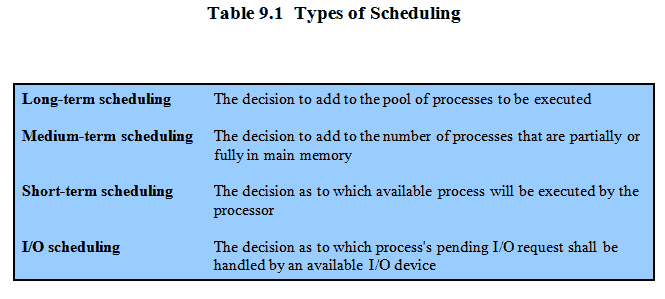 Table 9.1 Types of Scheduling
Long-term scheduling The decision to add to the pool of processes to be executed
Medium-term scheduling The decision to add to the number of processes that are partially or
fully in main memory
Short-term scheduling The decision as to which available process will be executed by the
processor
I/O scheduling The decision as to which process's pending I/O request shall be
handled by an available I/O device